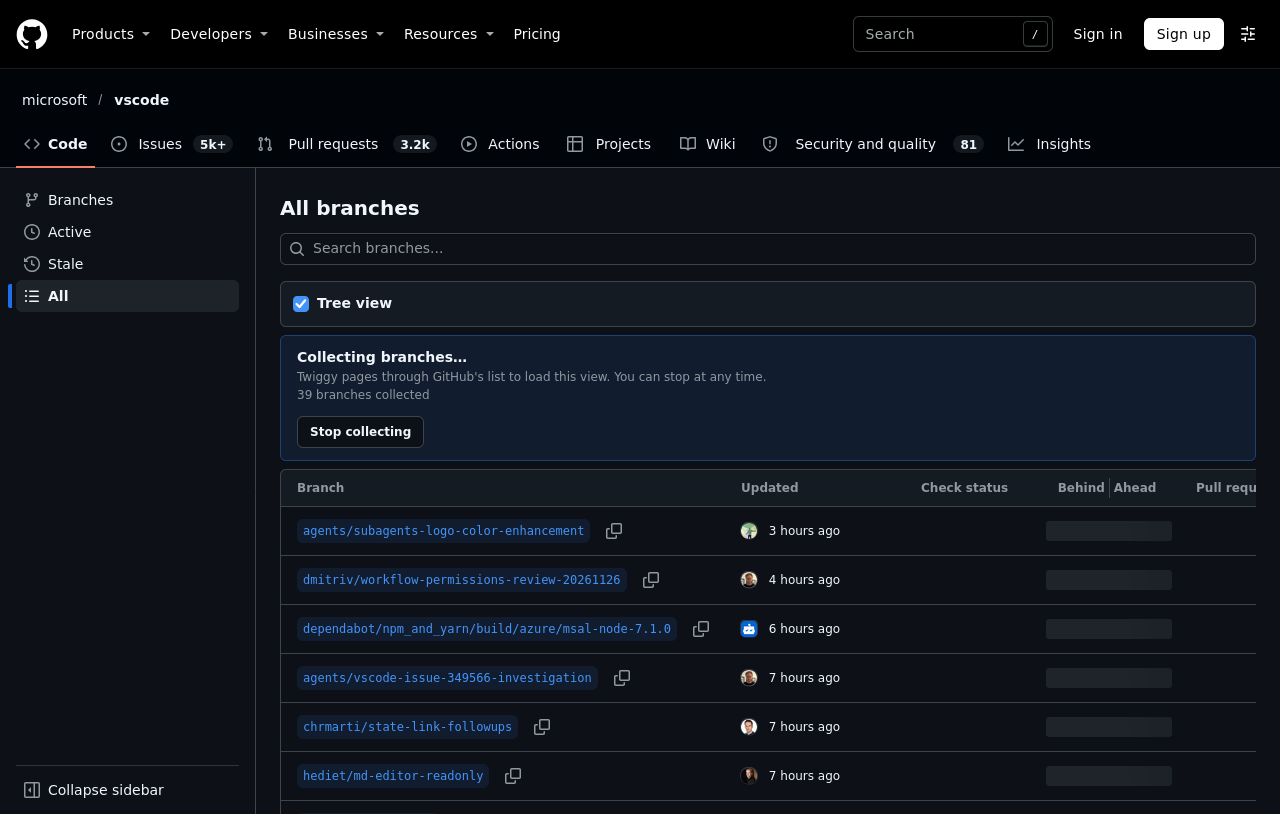 Products Developers Businesses Resources Pricing Search / Sign in Sign up
microsoft / vscode
Code Issues 5k+ Pull requests 3.2k Actions Projects Wiki Security and quality 81 Insights
Branches
Active
Stale
All
Collapse sidebar
All branches
Search branches...
Tree view
Collecting branches…
Twiggy pages through GitHub's list to load this view. You can stop at any time.
39 branches collected
Stop collecting
Branch Updated Check status Behind Ahead Pull requ
agents/subagents-logo-color-enhancement 3 hours ago
dmitriv/workflow-permissions-review-20261126 4 hours ago
dependabot/npm_and_yarn/build/azure/msal-node-7.1.0 6 hours ago
agents/vscode-issue-349566-investigation 7 hours ago
chrmarti/state-link-followups 7 hours ago
hediet/md-editor-readonly 7 hours ago